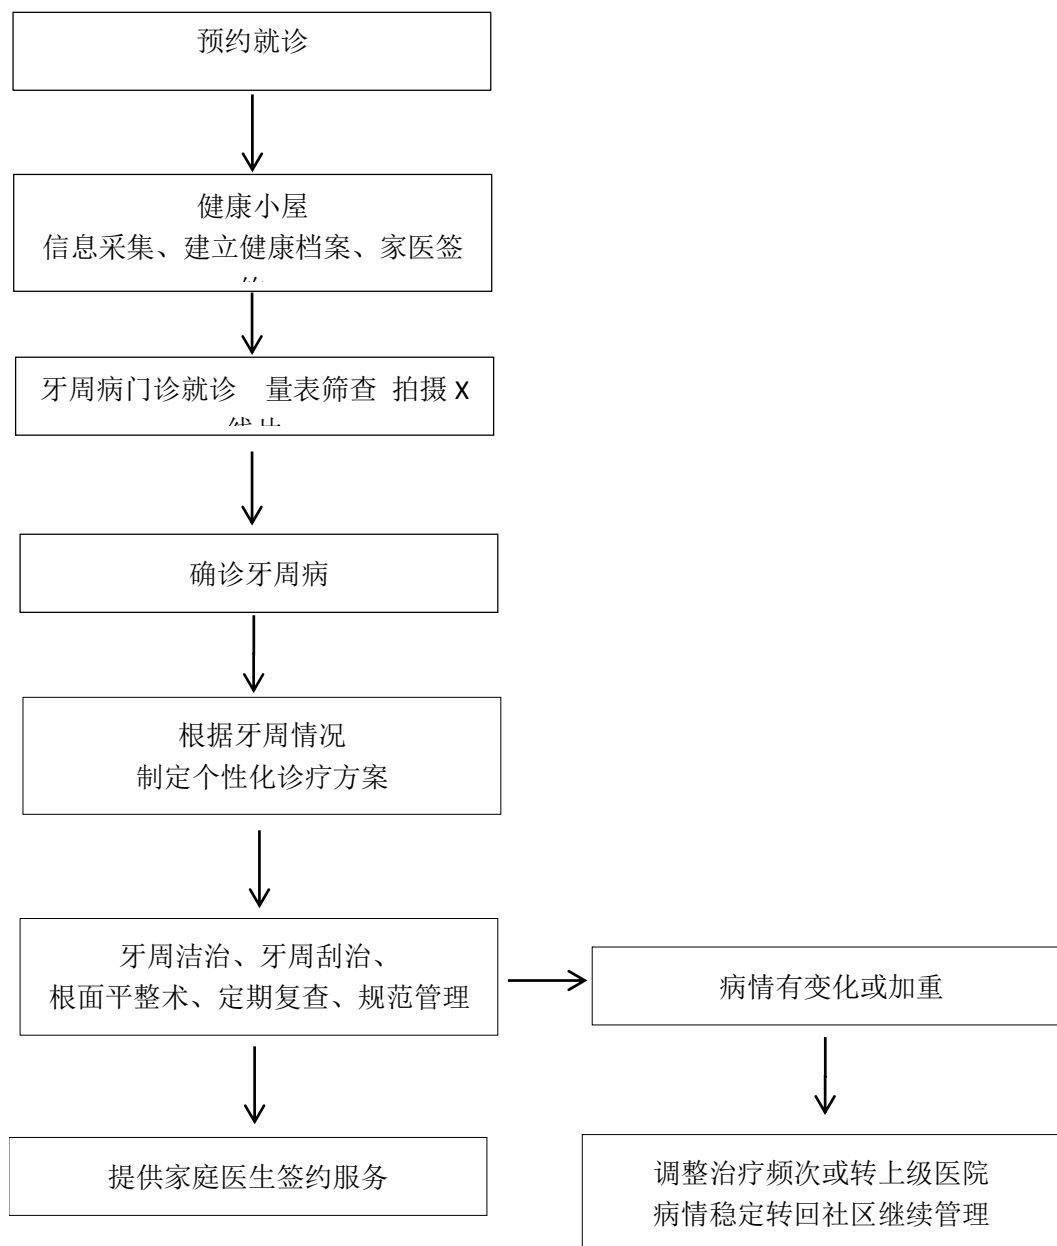 预约就诊
健康小屋
信息采集、建立健康档案、家医签
牙周病门诊就诊　量表筛查 拍摄 X
确诊牙周病
根据牙周情况
制定个性化诊疗方案
牙周洁治、牙周刮治、
根面平整术、定期复查、规范管理
病情有变化或加重
提供家庭医生签约服务
调整治疗频次或转上级医院
病情稳定转回社区继续管理